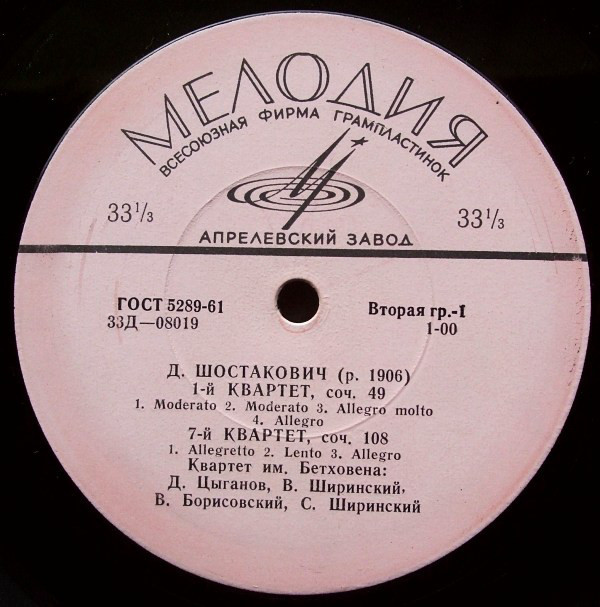 МЕЛОДИЯ
ВСЕСОЮЗНАЯ ФИРМА ГРАМПЛАСТИНОК
33⅓ 33⅓
АПРЕЛЕВСКИЙ ЗАВОД
ГОСТ 5289-61 Вторая гр.-1
33Д—08019 1-00
Д. ШОСТАКОВИЧ (р. 1906)
1-й КВАРТЕТ, соч. 49
1. Moderato 2. Moderato 3. Allegro molto
4. Allegro
7-й КВАРТЕТ, соч. 108
1. Allegretto 2. Lento 3. Allegro
Квартет им. Бетховена:
Д. Цыганов, В. Ширинский,
В. Борисовский, С. Ширинский